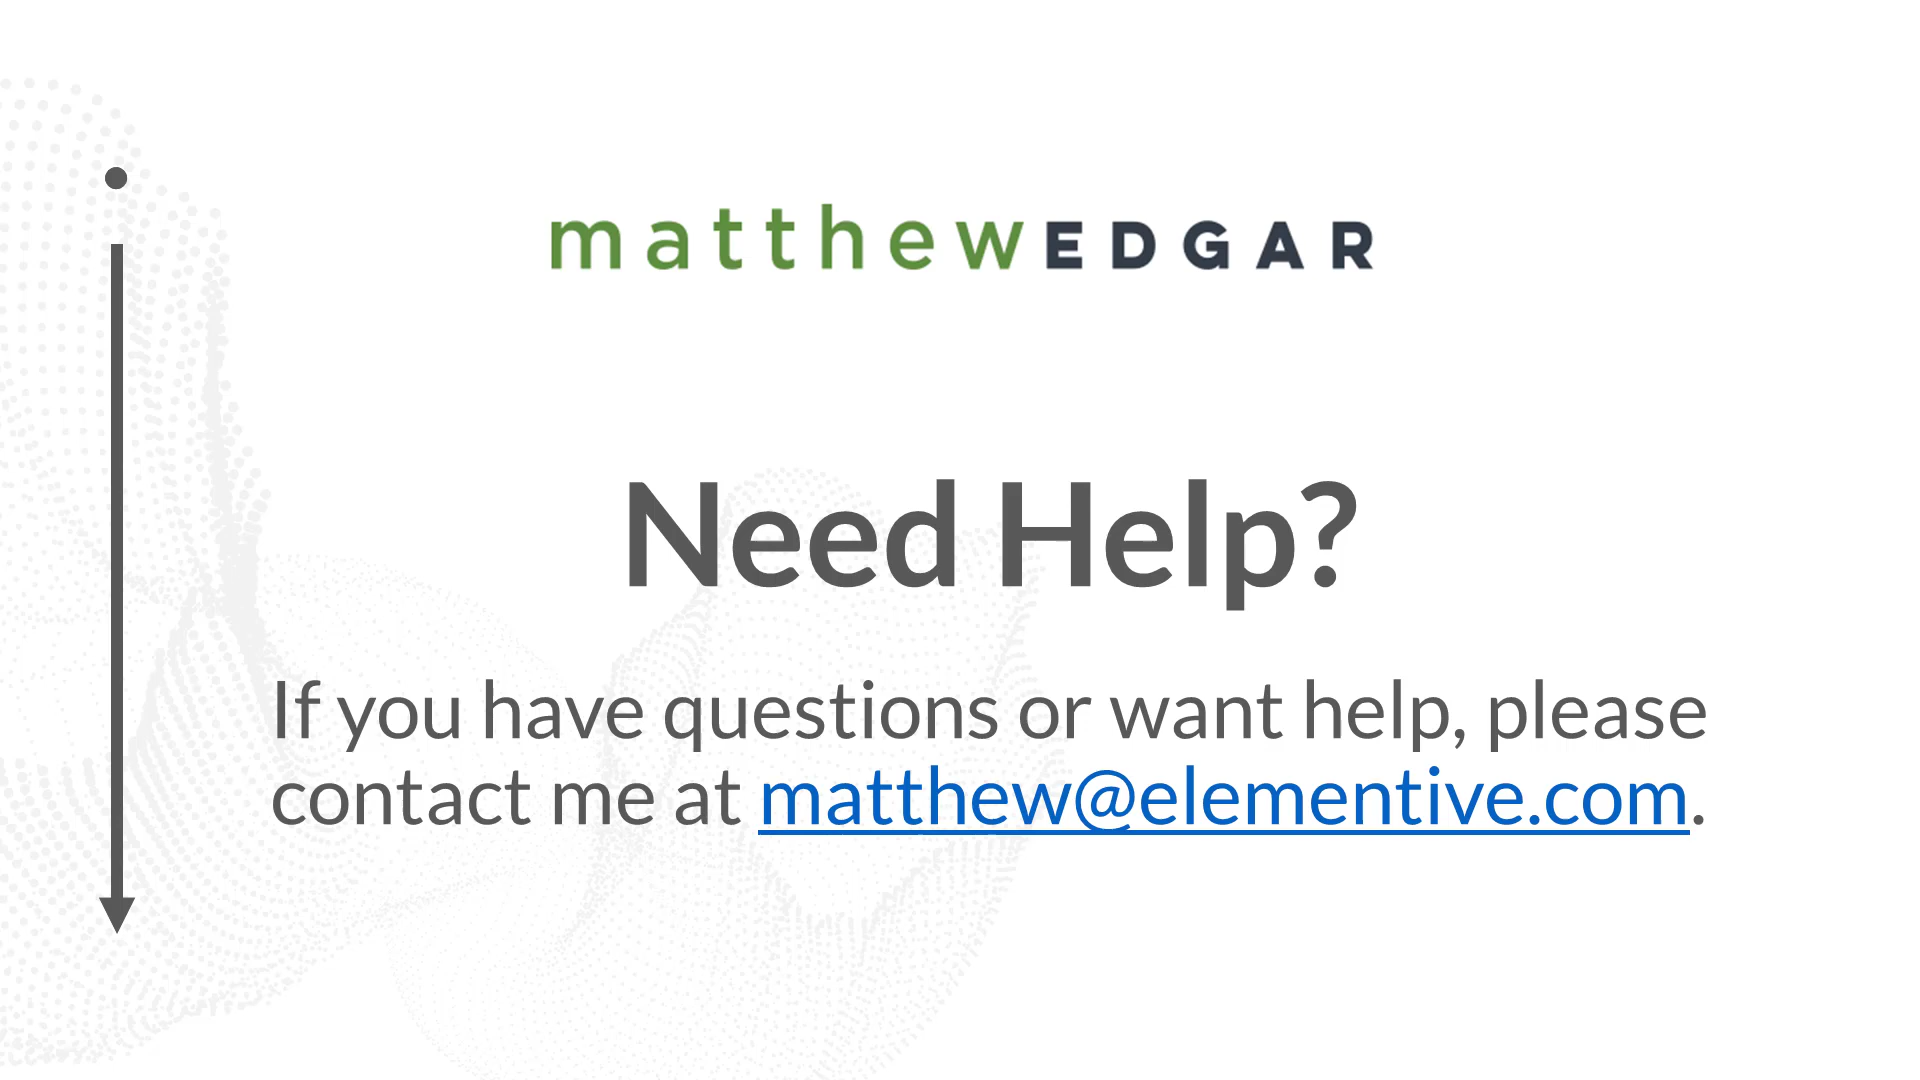 matthewEDGAR
Need Help?
If you have questions or want help, please
contact me at matthew@elementive.com.